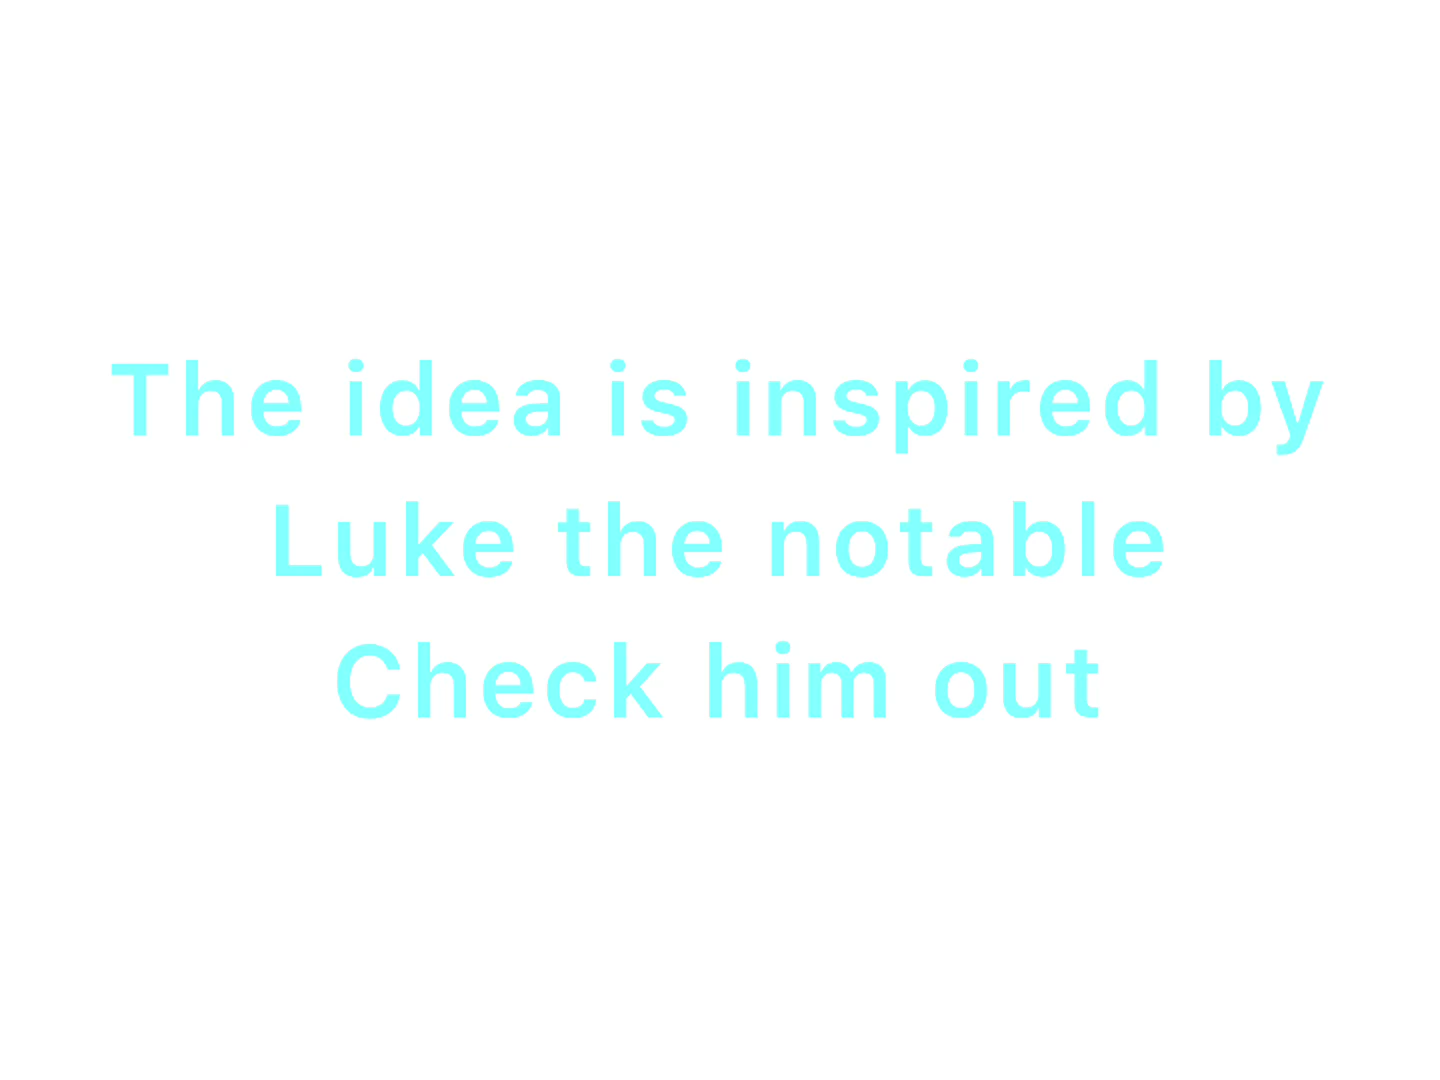 The idea is inspired by
Luke the notable
Check him out